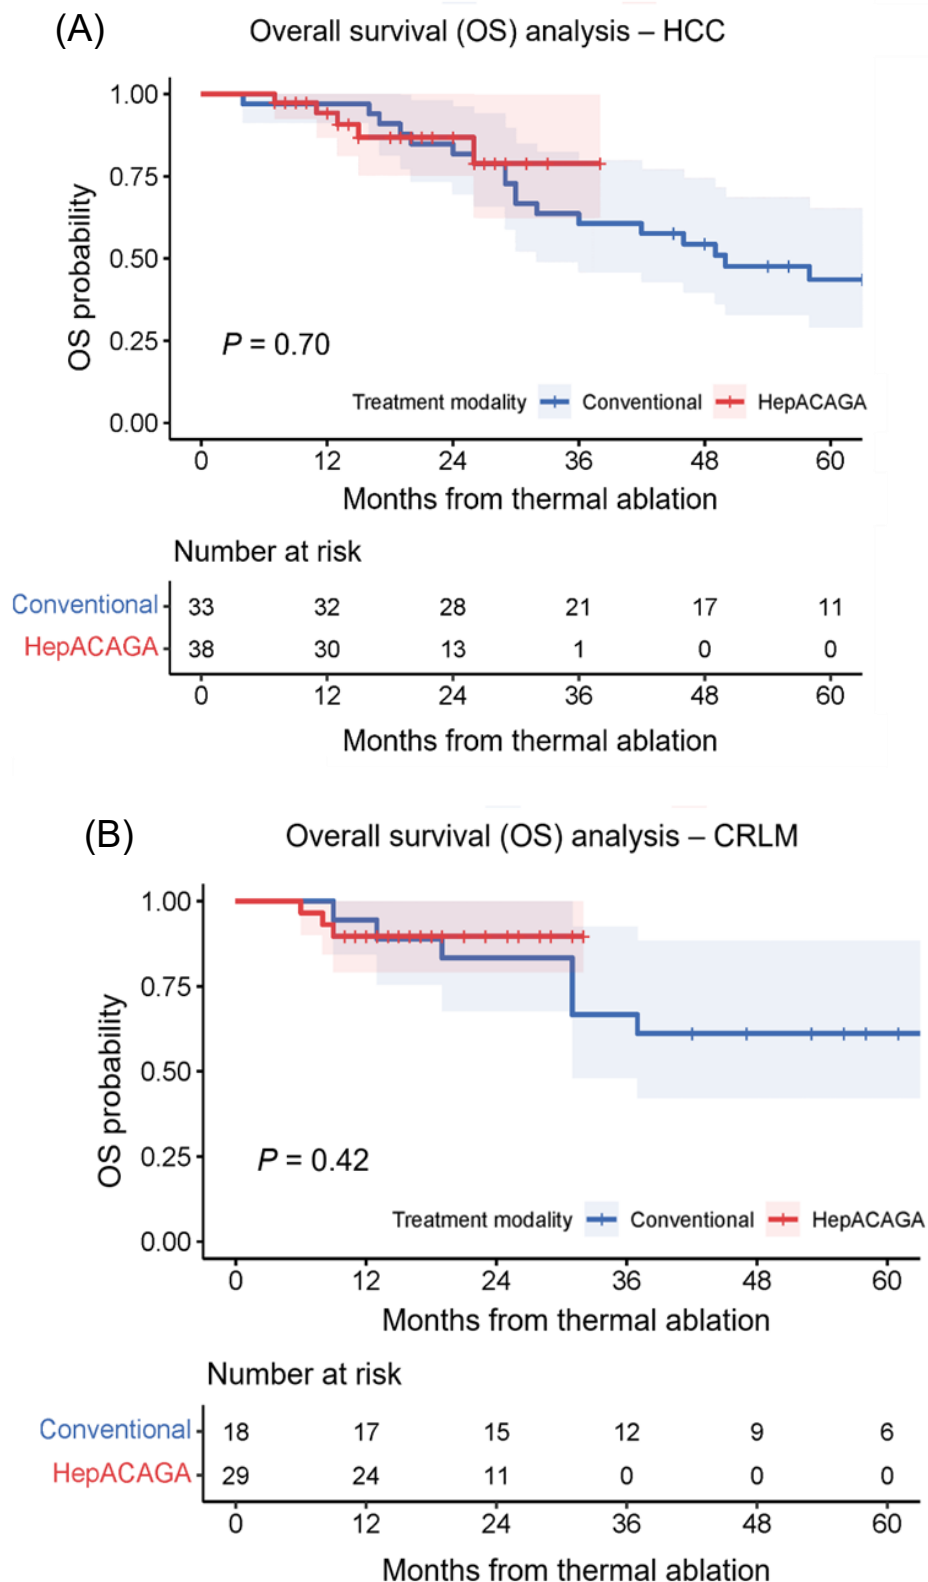 (A)
Overall survival (OS) analysis – HCC
1.00
0.75
0.50
0.25
0.00
OS probability
P = 0.70
Treatment modality Conventional HepACAGA
0 12 24 36 48 60
Months from thermal ablation
Number at risk
Conventional 33 32 28 21 17 11
HepACAGA 38 30 13 1 0 0
0 12 24 36 48 60
Months from thermal ablation
(B)
Overall survival (OS) analysis – CRLM
1.00
0.75
0.50
0.25
0.00
OS probability
P = 0.42
Treatment modality Conventional HepACAGA
0 12 24 36 48 60
Months from thermal ablation
Number at risk
Conventional 18 17 15 12 9 6
HepACAGA 29 24 11 0 0 0
0 12 24 36 48 60
Months from thermal ablation